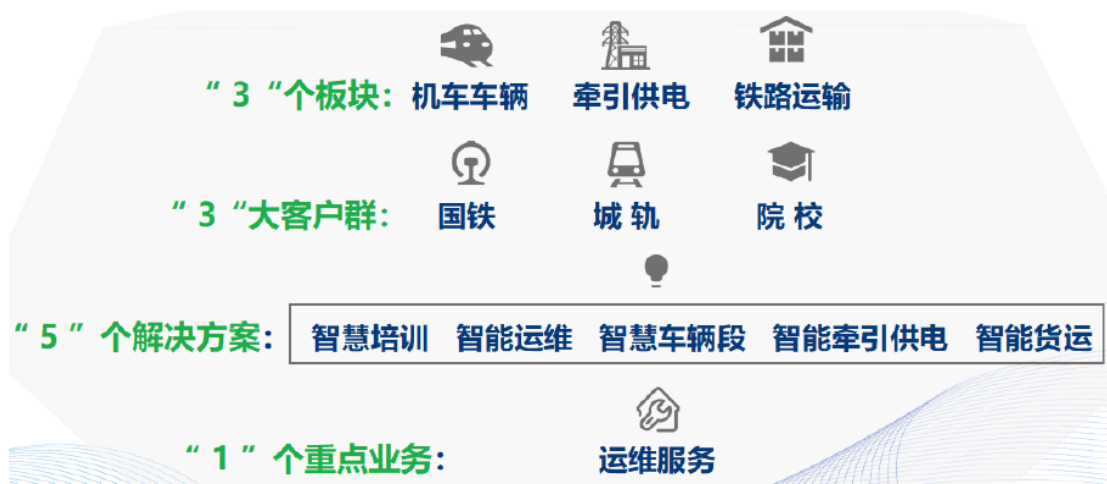 “3“个板块：机车车辆 牵引供电 铁路运输
“3“大客户群： 国铁 城 轨 院 校
“5” 个解决方案： 智慧培训 智能运维 智慧车辆段 智能牵引供电 智能货运
“1” 个重点业务： 运维服务